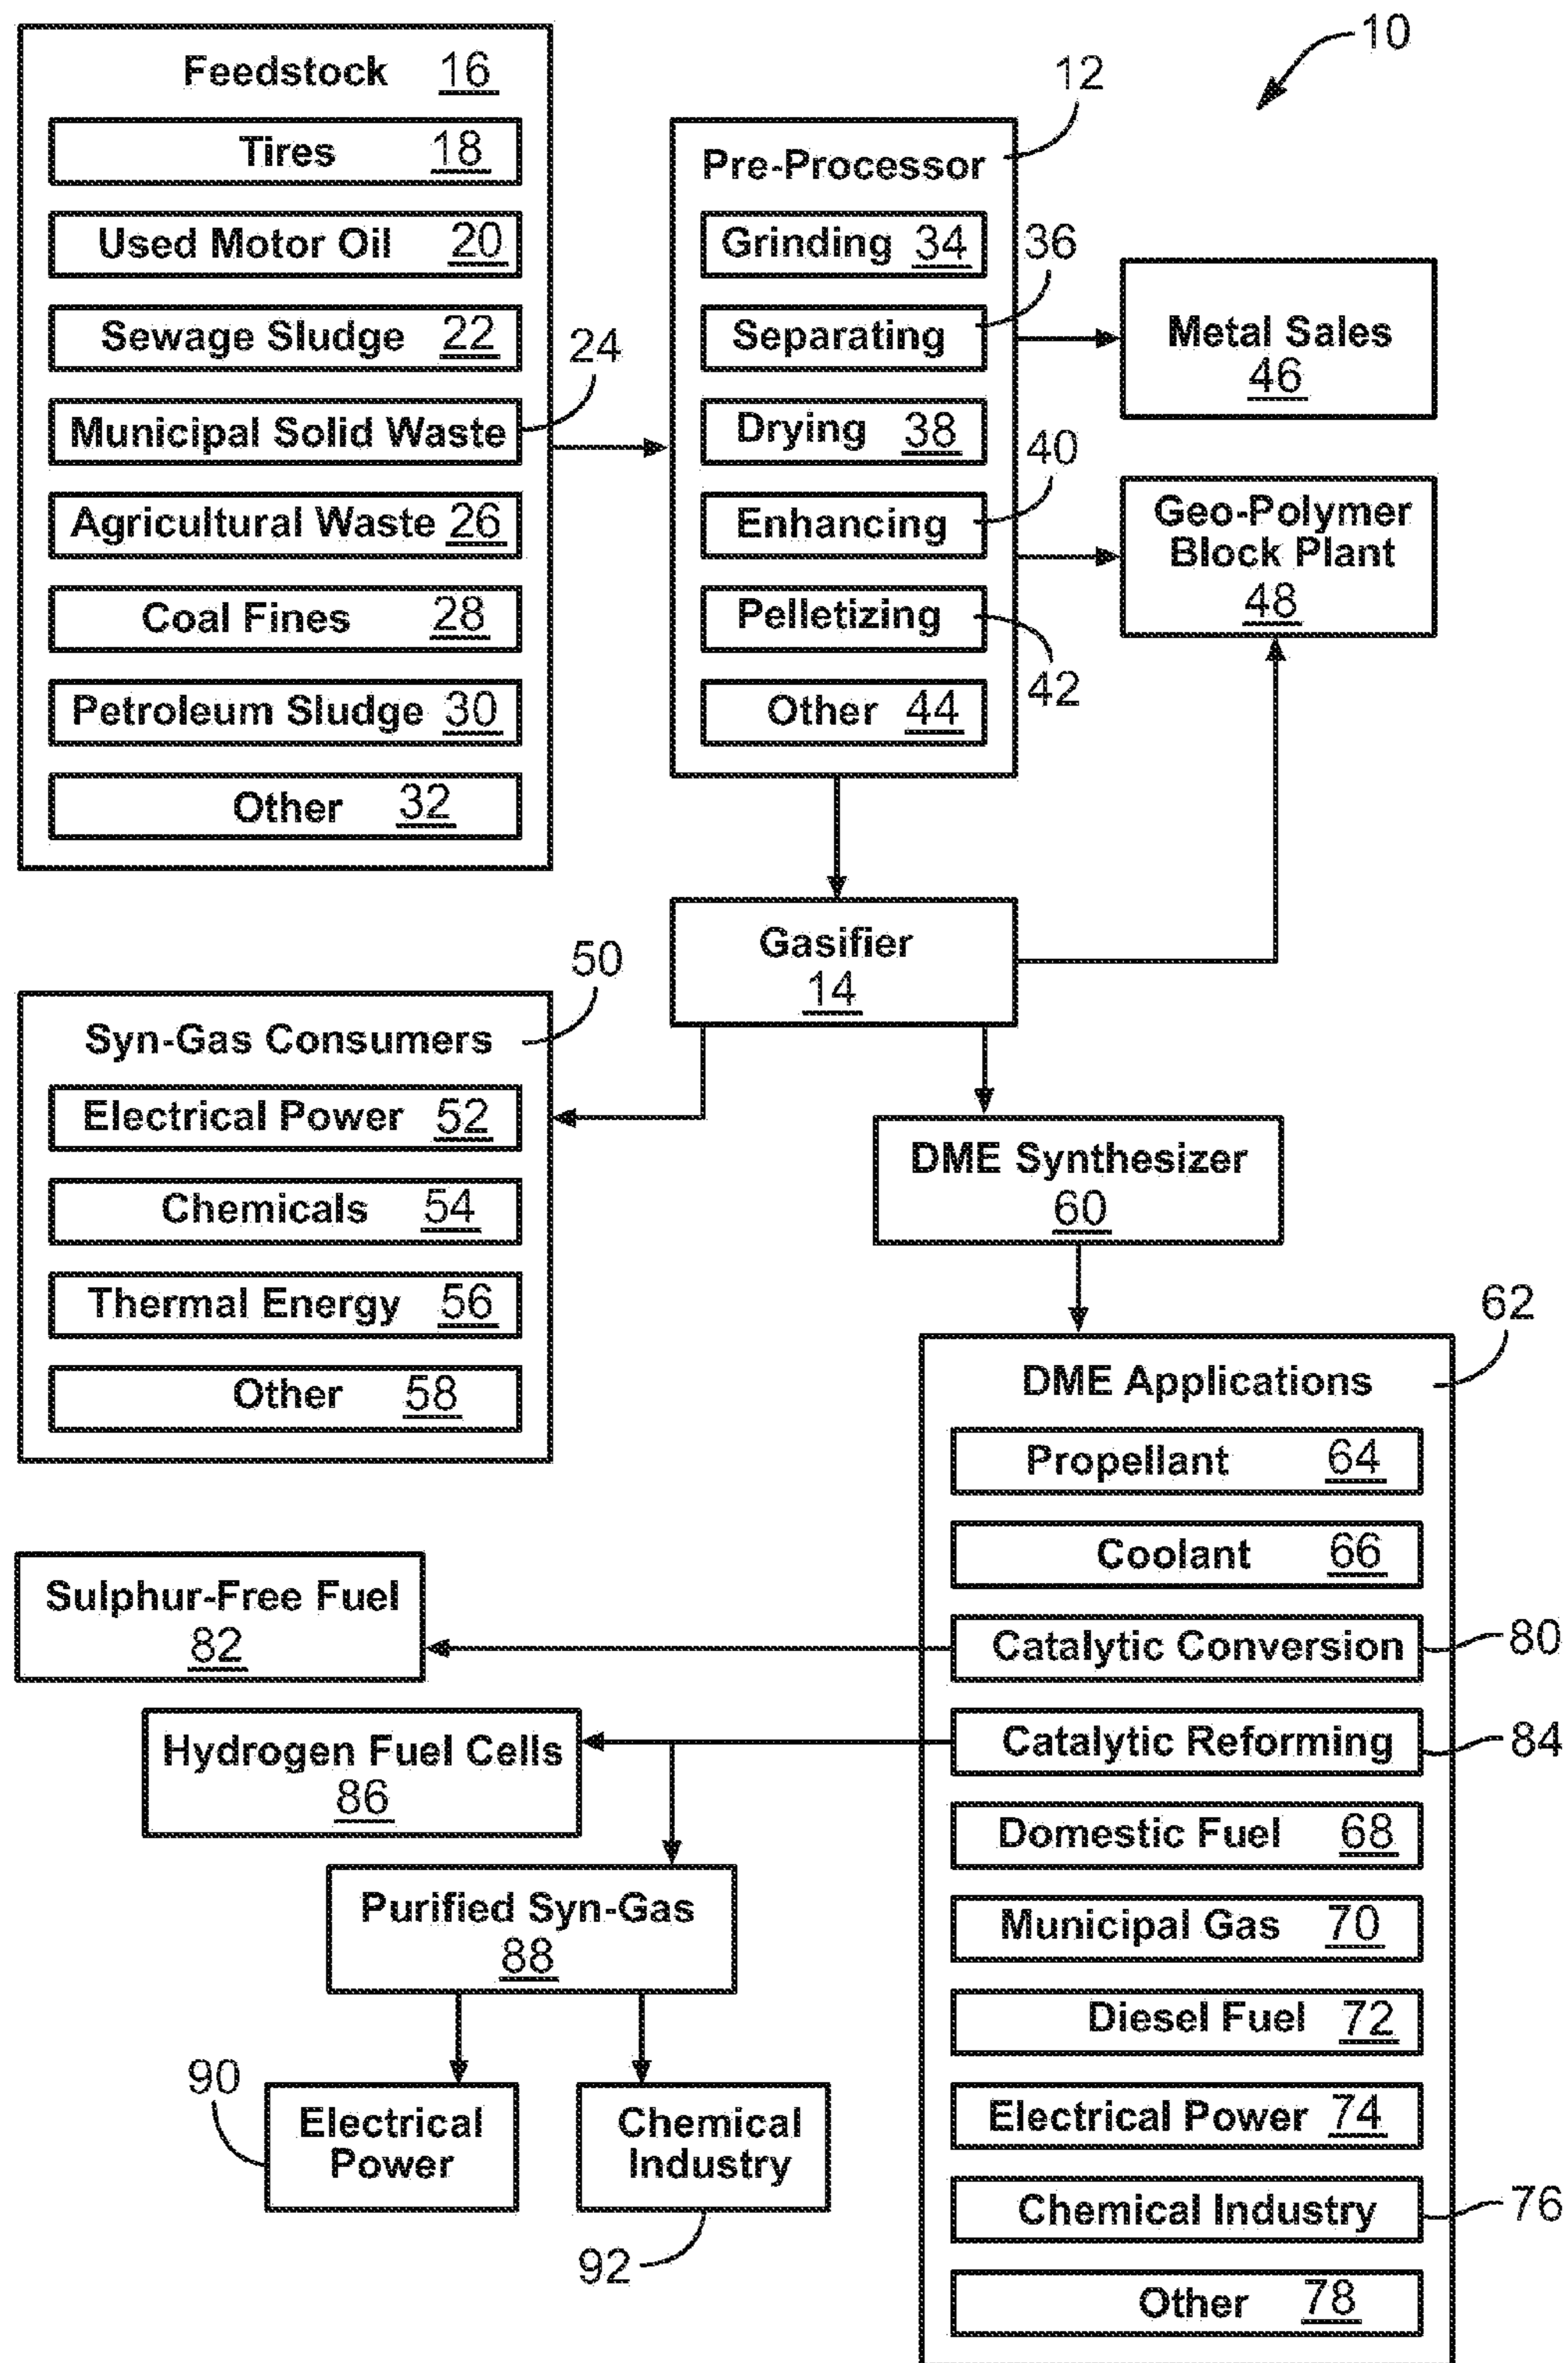 10
Feedstock 16
Tires 18
Used Motor Oil 20
Sewage Sludge 22
Municipal Solid Waste
24
Agricultural Waste 26
Coal Fines 28
Petroleum Sludge 30
Other 32
12
Pre-Processor
Grinding 34
Separating
36
Drying 38
Enhancing
40
Pelletizing
42
Other 44
Metal Sales
46
Geo-Polymer
Block Plant
48
Gasifier
14
50
Syn-Gas Consumers
Electrical Power 52
Chemicals 54
Thermal Energy 56
Other 58
DME Synthesizer
60
62
DME Applications
Propellant 64
Coolant 66
Catalytic Conversion
80
Catalytic Reforming
84
Domestic Fuel 68
Municipal Gas 70
Diesel Fuel 72
Electrical Power 74
Chemical Industry
76
Other 78
Sulphur-Free Fuel
82
Hydrogen Fuel Cells
86
Purified Syn-Gas
88
90
Electrical
Power
Chemical
Industry
92